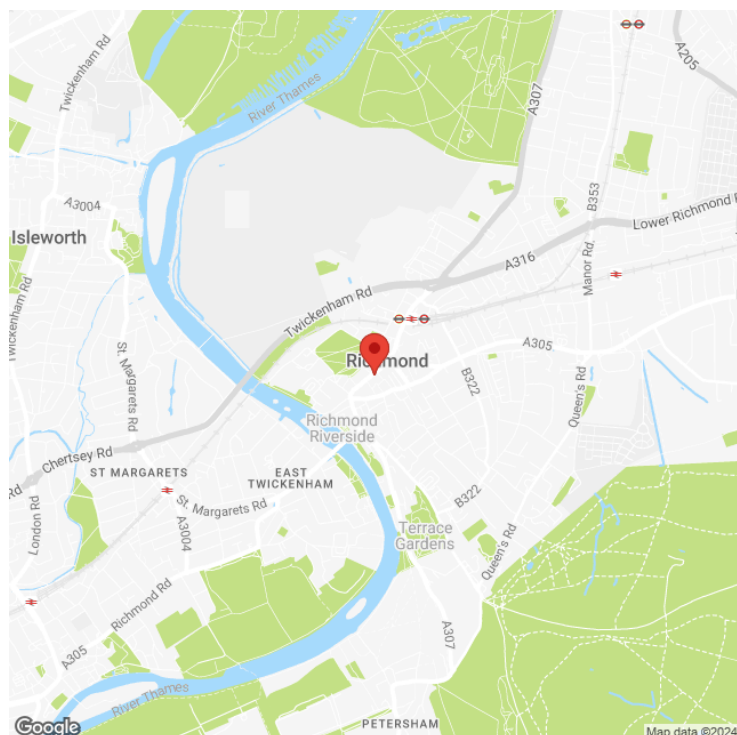 Twickenham Rd
River Thames
A307
A205
A3004
Isleworth
B353
Lower Richmond
A316
Manor Rd.
Twickenham Rd
Twickenham Rd
St. Margarets Rd
Richmond
A305
B322
Queen's Rd
Richmond
Riverside
Chertsey Rd
ST MARGARETS
EAST
TWICKENHAM
Rd
London Rd
St. Margarets Rd
A3004
B322
Terrace
Gardens
Queen's Rd
Richmond Rd
A305
A307
River Thames
PETERSHAM
Google
Map data ©2024